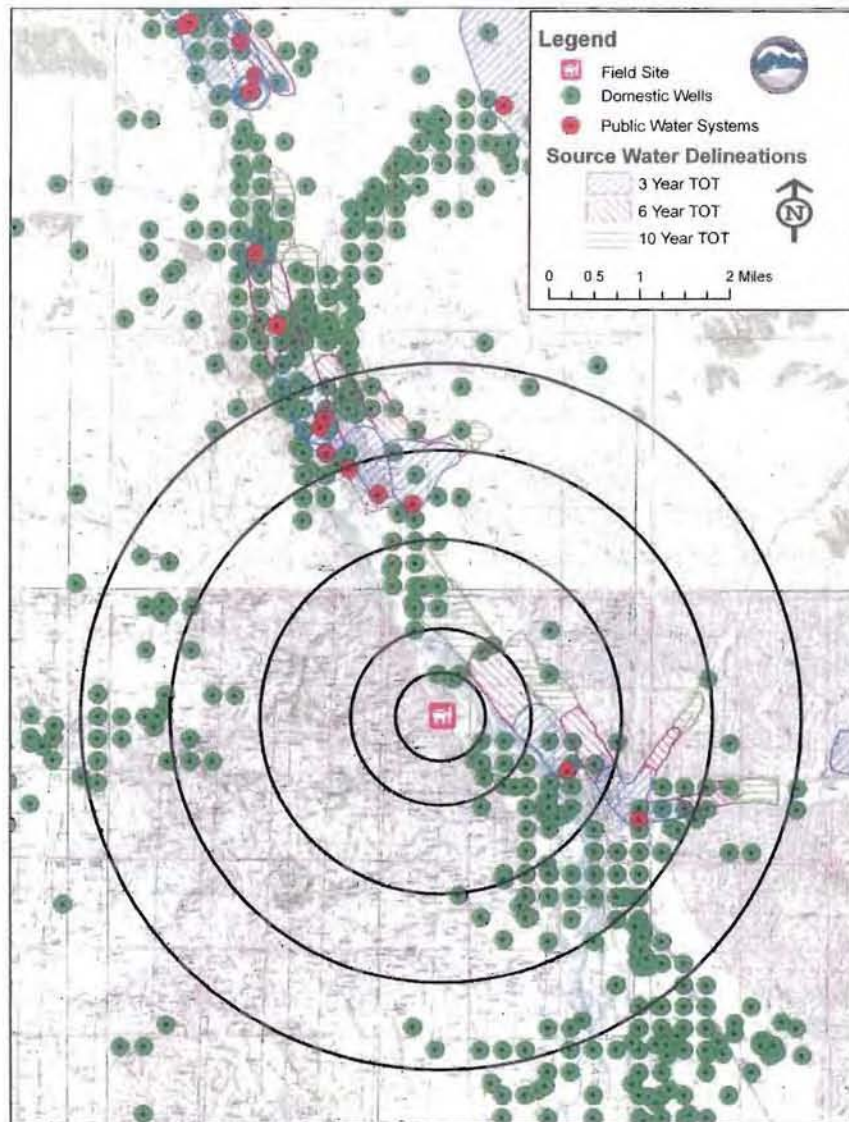 Legend
Field Site
Domestic Wells
Public Water Systems
Source Water Delineations
3 Year TOT
6 Year TOT
10 Year TOT
N
0 0 5 1 2 Miles